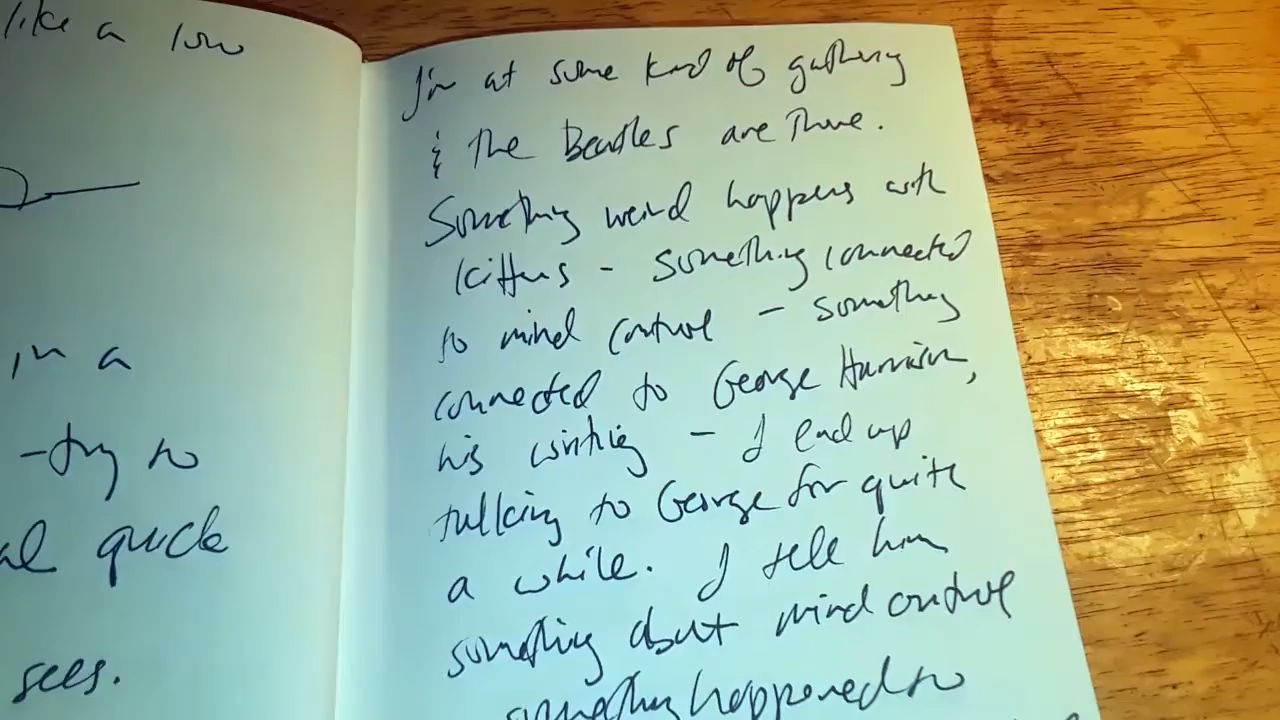 like a low
in a
-try to
al quick
sees.
I'm at some kind of gathering
& the Beatles are there.
Something weird happens with
kittens - something connected
to mind control - something
connected to George Harrison,
his writing - I end up
talking to George for quite
a while. I tell him
something about mind control
something happened to